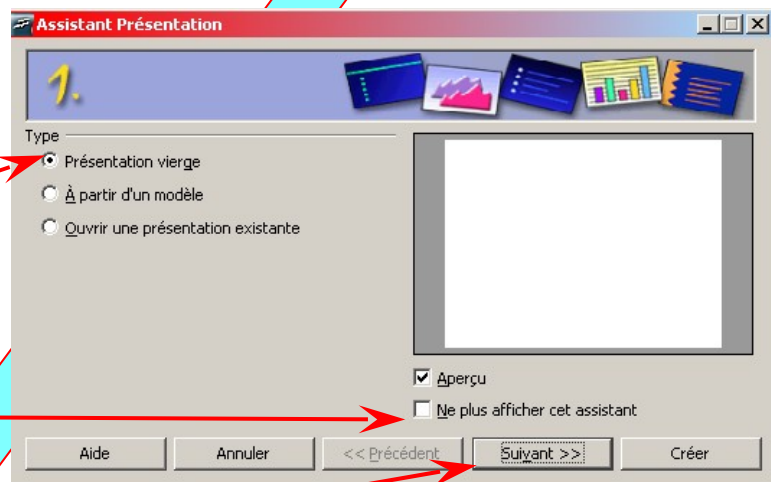 Assistant Présentation
1.
Type
Présentation vierge
À partir d'un modèle
Ouvrir une présentation existante
Aperçu
Ne plus afficher cet assistant
Aide
Annuler
<< Précédent
Suivant >>
Créer